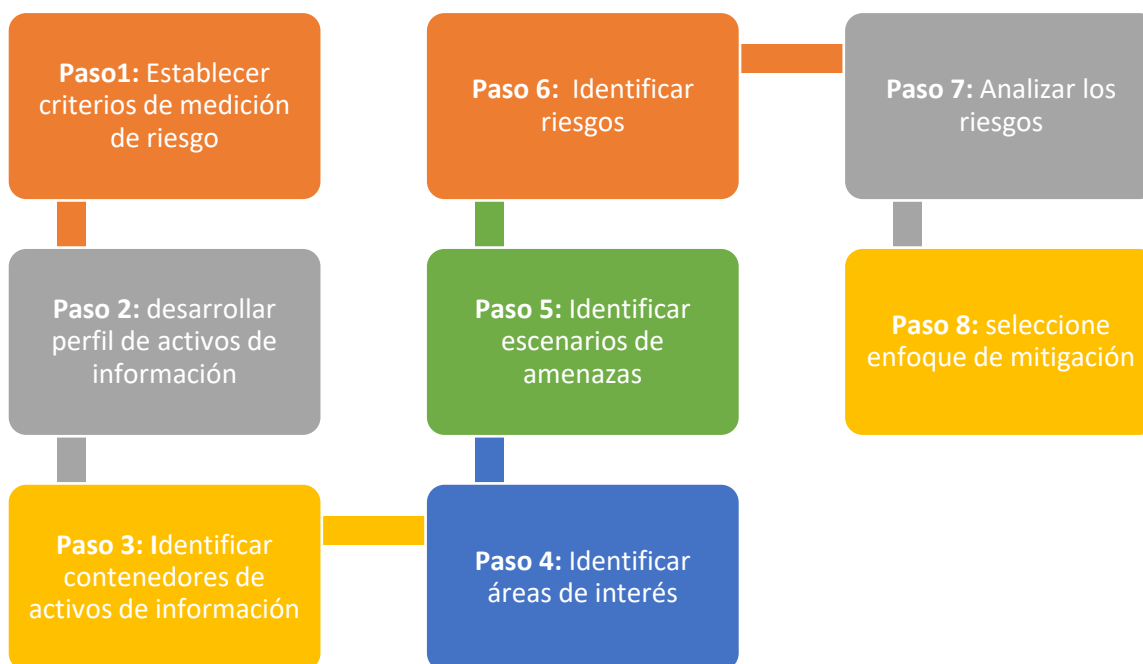 Paso1: Establecer
criterios de medición
de riesgo
Paso 2: desarrollar
perfil de activos de
información
Paso 3: Identificar
contenedores de
activos de información
Paso 4: Identificar
áreas de interés
Paso 5: Identificar
escenarios de
amenazas
Paso 6: Identificar
riesgos
Paso 7: Analizar los
riesgos
Paso 8: seleccione
enfoque de mitigación